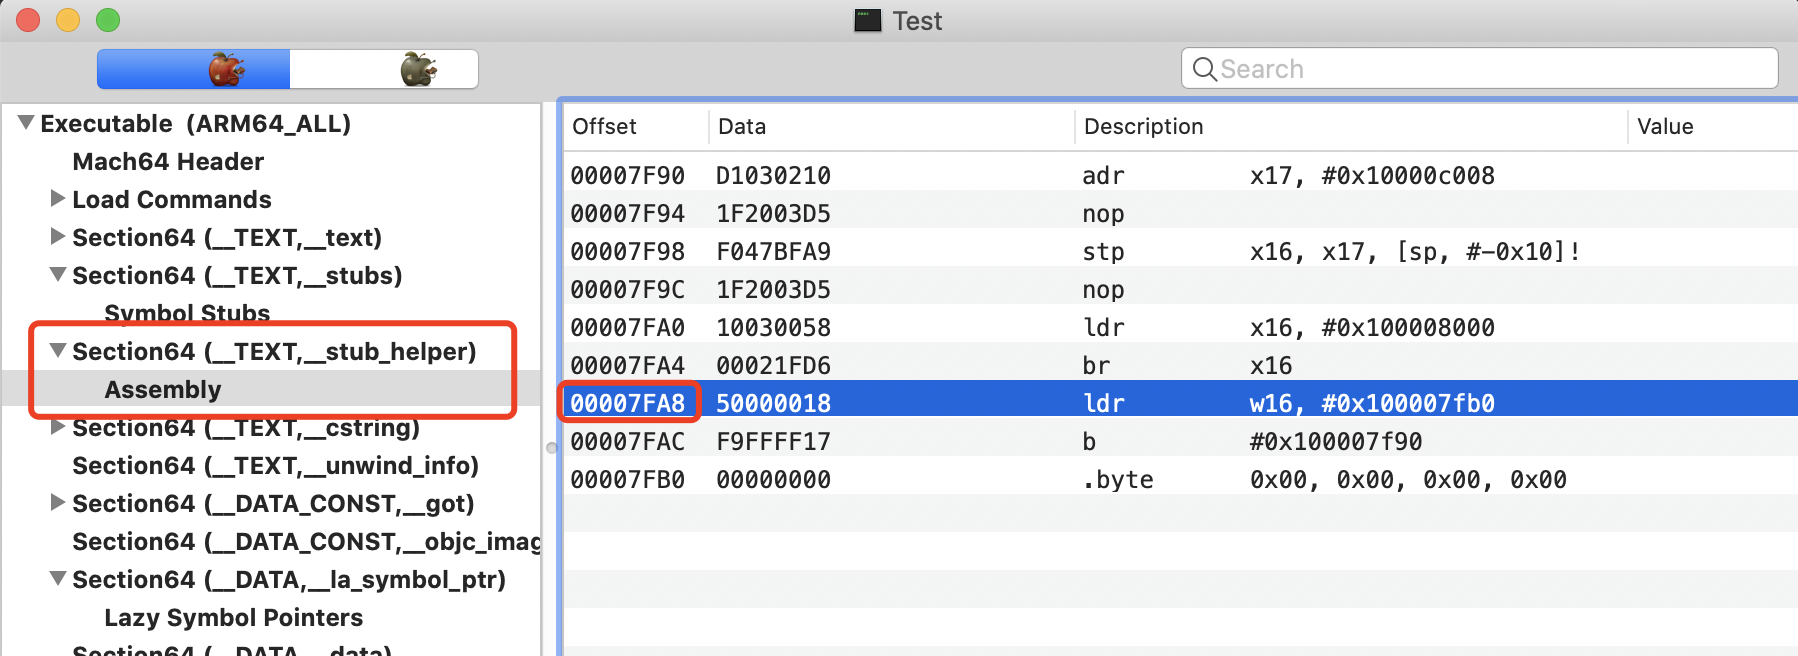 Test
Search
Executable (ARM64_ALL)
Mach64 Header
Load Commands
Section64 (__TEXT,__text)
Section64 (__TEXT,__stubs)
Symbol Stubs
Section64 (__TEXT,__stub_helper)
Assembly
Section64 (__TEXT,__cstring)
Section64 (__TEXT,__unwind_info)
Section64 (__DATA_CONST,__got)
Section64 (__DATA_CONST,__objc_imag
Section64 (__DATA,__la_symbol_ptr)
Lazy Symbol Pointers
Section64 (__DATA,__data)
Offset Data Description Value
00007F90 D1030210 adr x17, #0x10000c008
00007F94 1F2003D5 nop
00007F98 F047BFA9 stp x16, x17, [sp, #-0x10]!
00007F9C 1F2003D5 nop
00007FA0 10030058 ldr x16, #0x100008000
00007FA4 00021FD6 br x16
00007FA8 50000018 ldr w16, #0x100007fb0
00007FAC F9FFFF17 b #0x100007f90
00007FB0 00000000 .byte 0x00, 0x00, 0x00, 0x00